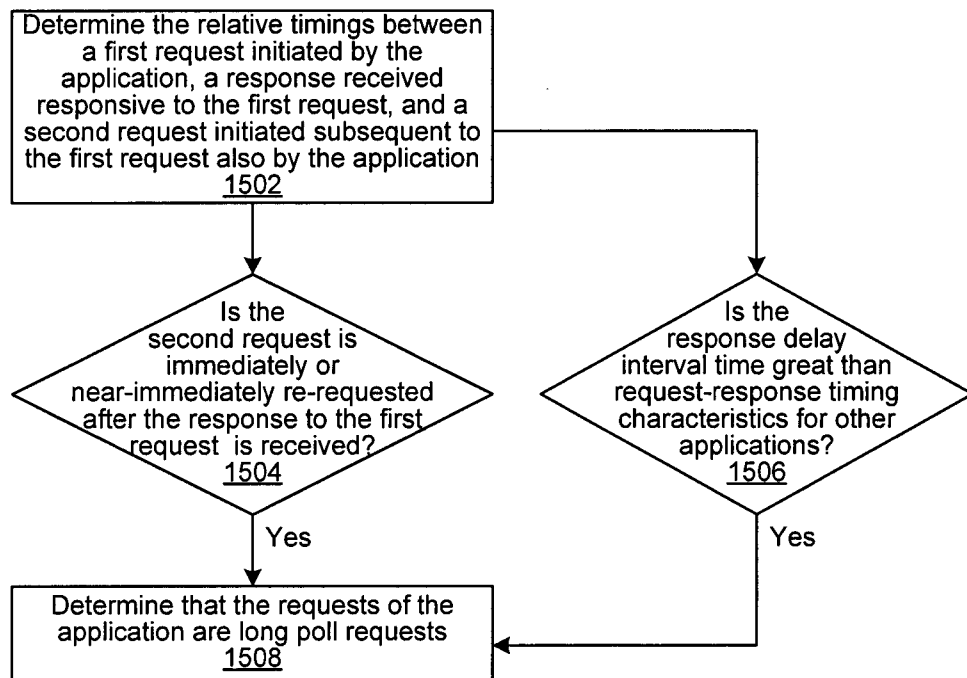 Determine the relative timings between
a first request initiated by the
application, a response received
responsive to the first request, and a
second request initiated subsequent to
the first request also by the application
1502
Is the
second request is
immediately or
near-immediately re-requested
after the response to the first
request is received?
1504
Is the
response delay
interval time great than
request-response timing
characteristics for other
applications?
1506
Yes
Yes
Determine that the requests of the
application are long poll requests
1508